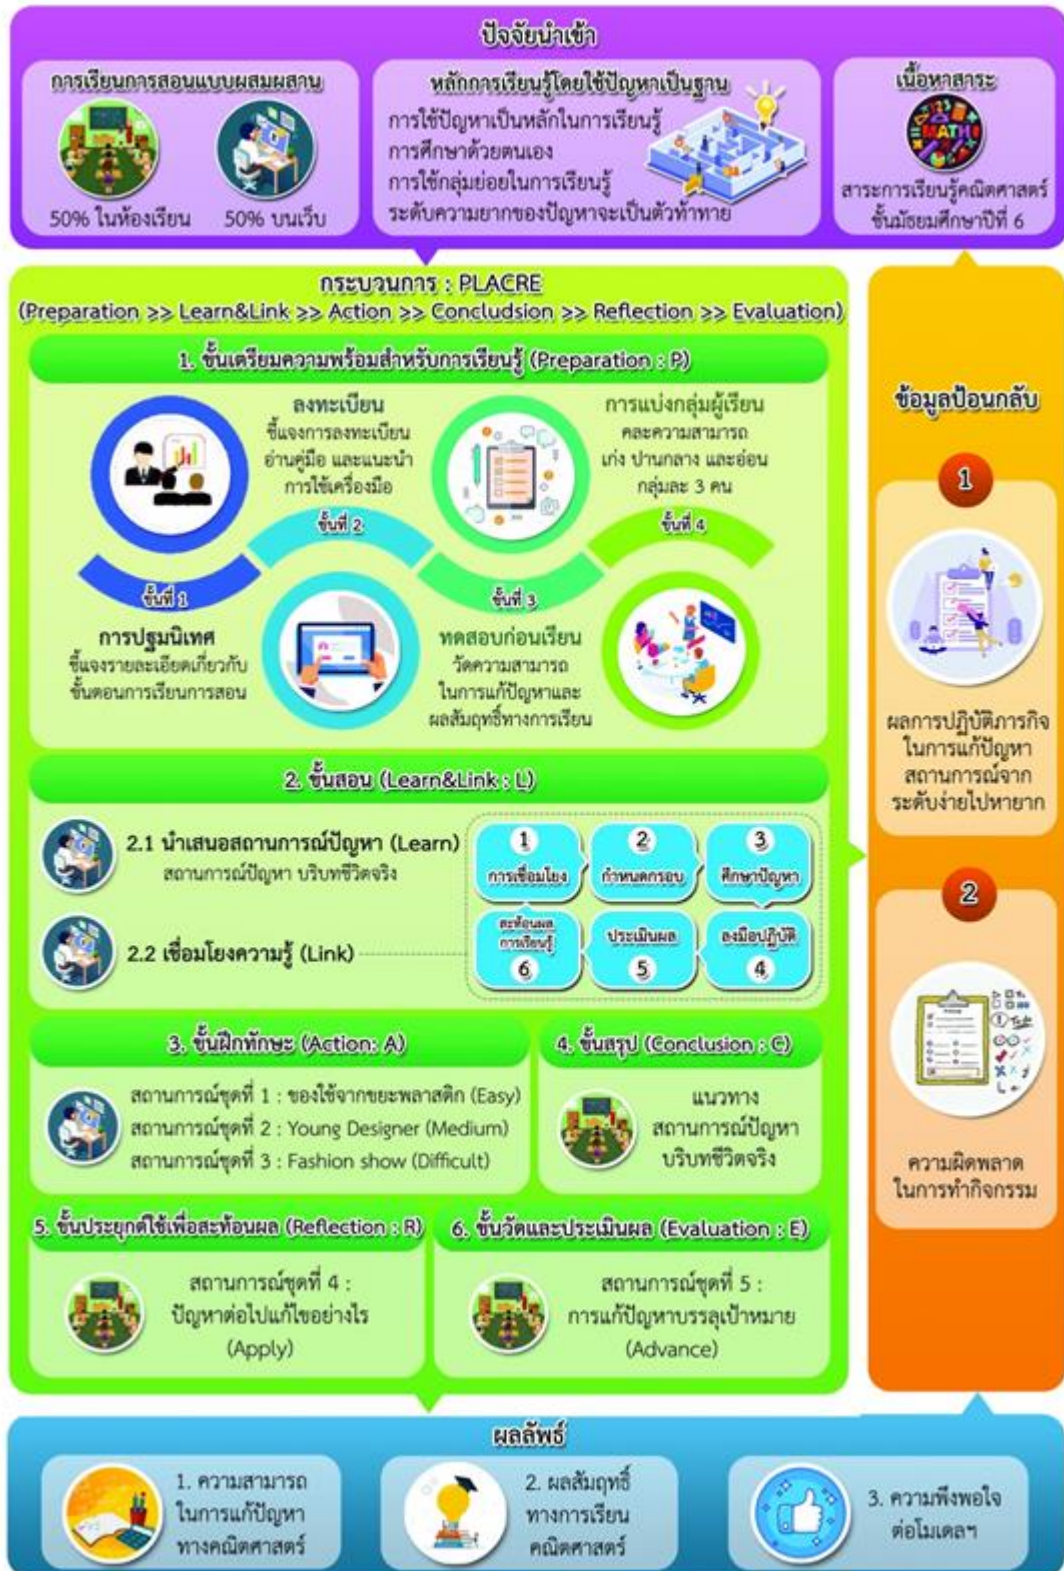 ปัจจัยนำเข้า
การเรียนการสอนแบบผสมผสาน
50% ในห้องเรียน
50% บนเว็บ
หลักการเรียนรู้โดยใช้ปัญหาเป็นฐาน
การใช้ปัญหาเป็นหลักในการเรียนรู้
การศึกษาด้วยตนเอง
การใช้กลุ่มย่อยในการเรียนรู้
ระดับความยากของปัญหาจะเป็นตัวท้าทาย
เนื้อหาสาระ
MATH
สาระการเรียนรู้คณิตศาสตร์
ชั้นมัธยมศึกษาปีที่ 6
กระบวนการ : PLACRE
(Preparation >> Learn&Link >> Action >> Concludsion >> Reflection >> Evaluation)
1. ขั้นเตรียมความพร้อมสำหรับการเรียนรู้ (Preparation : P)
ขั้นที่ 1
การปฐมนิเทศ
ชี้แจงรายละเอียดเกี่ยวกับ
ขั้นตอนการเรียนการสอน
ลงทะเบียน
ชี้แจงการลงทะเบียน
อ่านคู่มือ และแนะนำ
การใช้เครื่องมือ
ขั้นที่ 2
ขั้นที่ 3
ทดสอบก่อนเรียน
วัดความสามารถ
ในการแก้ปัญหาและ
ผลสัมฤทธิ์ทางการเรียน
การแบ่งกลุ่มผู้เรียน
คละความสามารถ
เก่ง ปานกลาง และอ่อน
กลุ่มละ 3 คน
ขั้นที่ 4
2. ขั้นสอน (Learn&Link : L)
2.1 นำเสนอสถานการณ์ปัญหา (Learn)
สถานการณ์ปัญหา บริบทชีวิตจริง
2.2 เชื่อมโยงความรู้ (Link)
1
การเชื่อมโยง
2
กำหนดกรอบ
3
ศึกษาปัญหา
ลงมือปฏิบัติ
4
ประเมินผล
5
สะท้อนผล
การเรียนรู้
6
3. ขั้นฝึกทักษะ (Action: A)
สถานการณ์ชุดที่ 1 : ของใช้จากขยะพลาสติก (Easy)
สถานการณ์ชุดที่ 2 : Young Designer (Medium)
สถานการณ์ชุดที่ 3 : Fashion show (Difficult)
4. ขั้นสรุป (Conclusion : C)
แนวทาง
สถานการณ์ปัญหา
บริบทชีวิตจริง
5. ขั้นประยุกต์ใช้เพื่อสะท้อนผล (Reflection : R)
สถานการณ์ชุดที่ 4 :
ปัญหาต่อไปแก้ไขอย่างไร
(Apply)
6. ขั้นวัดและประเมินผล (Evaluation : E)
สถานการณ์ชุดที่ 5 :
การแก้ปัญหาบรรลุเป้าหมาย
(Advance)
ข้อมูลป้อนกลับ
1
ผลการปฏิบัติภารกิจ
ในการแก้ปัญหา
สถานการณ์จาก
ระดับง่ายไปหายาก
2
ความผิดพลาด
ในการทำกิจกรรม
ผลลัพธ์
1. ความสามารถ
ในการแก้ปัญหา
ทางคณิตศาสตร์
2. ผลสัมฤทธิ์
ทางการเรียน
คณิตศาสตร์
3. ความพึงพอใจ
ต่อโมเดลฯ